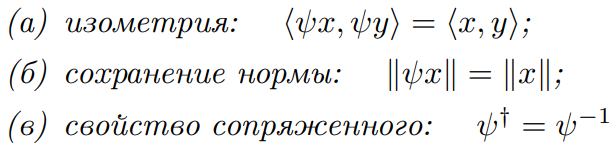 (а) изометрия: ⟨ψx, ψy⟩ = ⟨x, y⟩;
(б) сохранение нормы: ‖ψx‖ = ‖x‖;
(в) свойство сопряженного: ψ† = ψ⁻¹